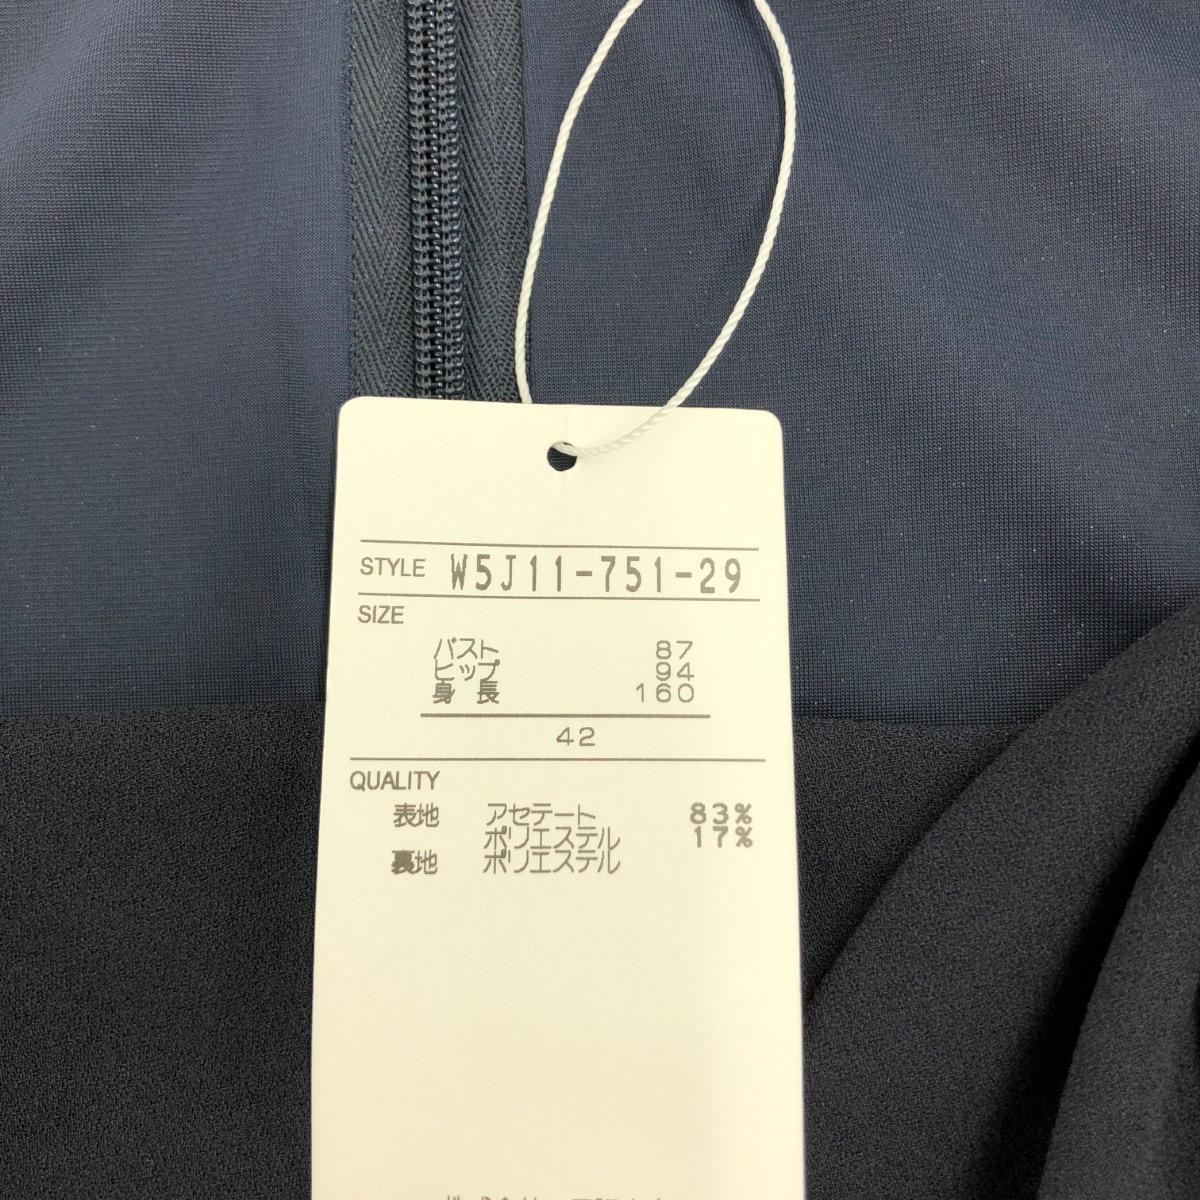 STYLE W5J11-751-29
SIZE
バスト 87
ヒップ 94
身 長 160
42
QUALITY
表地 アセテート 83%
ポリエステル 17%
裏地 ポリエステル